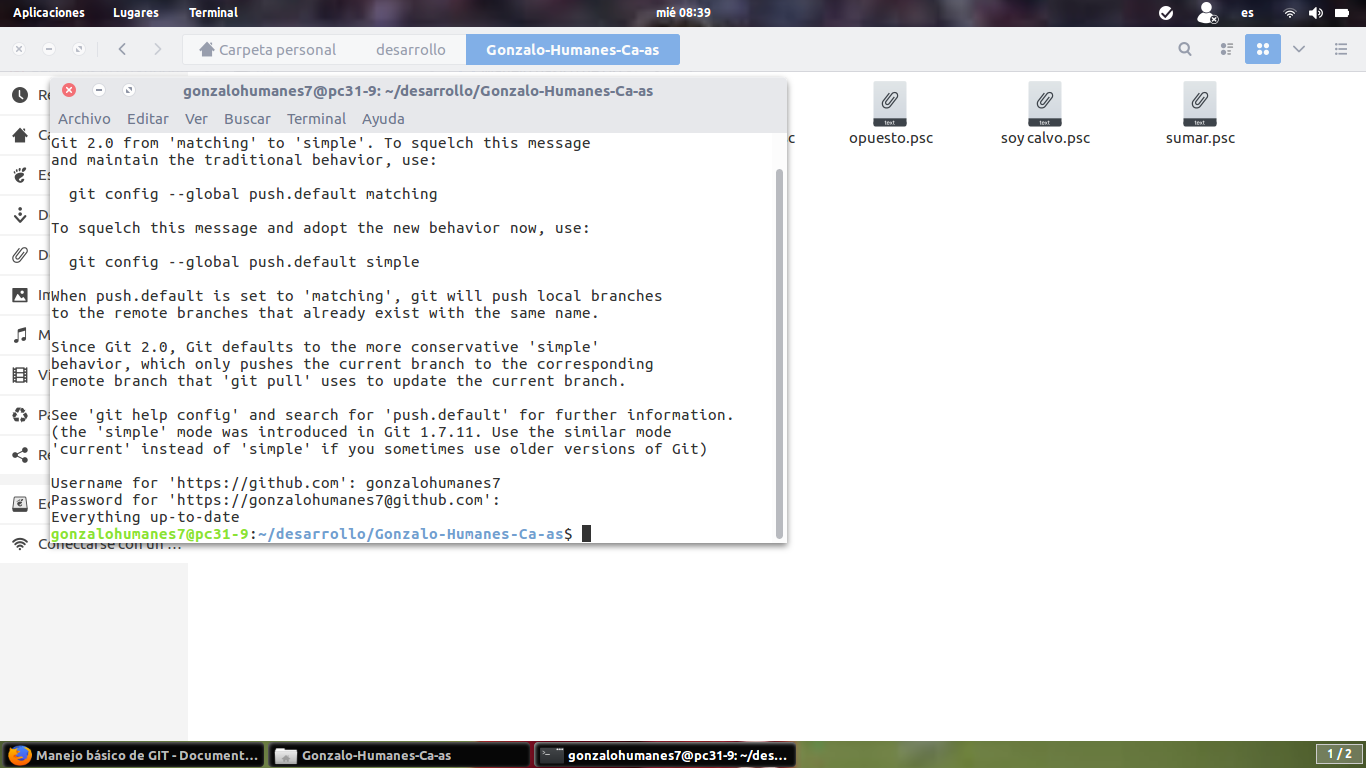 Aplicaciones Lugares Terminal mié 08:39 es
Carpeta personal desarrollo Gonzalo-Humanes-Ca-as
gonzalohumanes7@pc31-9: ~/desarrollo/Gonzalo-Humanes-Ca-as
Archivo Editar Ver Buscar Terminal Ayuda
opuesto.psc soy calvo.psc sumar.psc
text text text
Git 2.0 from 'matching' to 'simple'. To squelch this message
and maintain the traditional behavior, use:
git config --global push.default matching
To squelch this message and adopt the new behavior now, use:
git config --global push.default simple
When push.default is set to 'matching', git will push local branches
to the remote branches that already exist with the same name.
Since Git 2.0, Git defaults to the more conservative 'simple'
behavior, which only pushes the current branch to the corresponding
remote branch that 'git pull' uses to update the current branch.
See 'git help config' and search for 'push.default' for further information.
(the 'simple' mode was introduced in Git 1.7.11. Use the similar mode
'current' instead of 'simple' if you sometimes use older versions of Git)
Username for 'https://github.com': gonzalohumanes7
Password for 'https://gonzalohumanes7@github.com':
Everything up-to-date
gonzalohumanes7@pc31-9:~/desarrollo/Gonzalo-Humanes-Ca-as$
Conectarse con un ...
Manejo básico de GIT - Document... Gonzalo-Humanes-Ca-as gonzalohumanes7@pc31-9: ~/des... 1 / 2